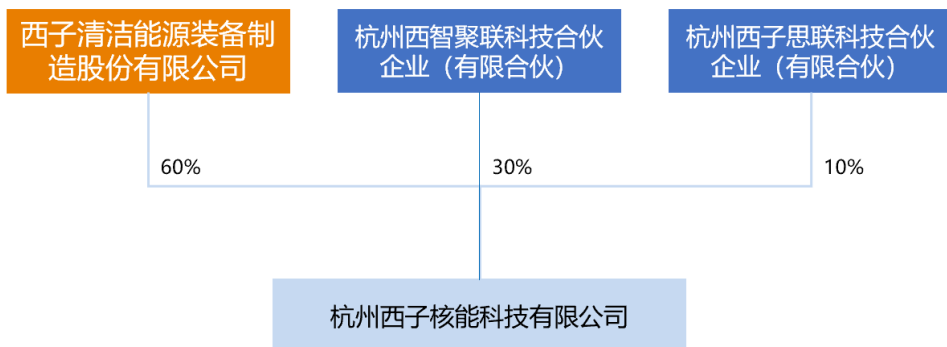 西子清洁能源装备制
造股份有限公司
杭州西智聚联科技合伙
企业（有限合伙）
杭州西子思联科技合伙
企业（有限合伙）
60%
30%
10%
杭州西子核能科技有限公司